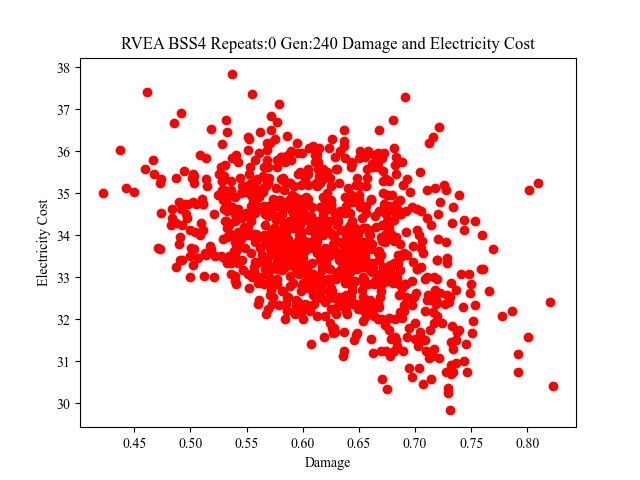 RVEA BSS4 Repeats:0 Gen:240 Damage and Electricity Cost
38
37
36
35
34
33
32
31
30
Electricity Cost
0.45 0.50 0.55 0.60 0.65 0.70 0.75 0.80
Damage